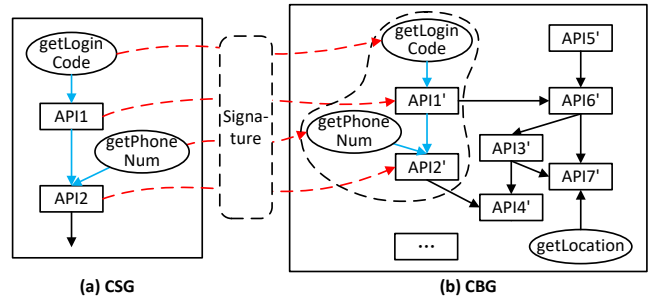 getLogin
Code
API1
getPhone
Num
API2
(a) CSG
Signa-
ture
getLogin
Code
API1'
getPhone
Num
API2'
API5'
API6'
API3'
API7'
API4'
getLocation
...
(b) CBG